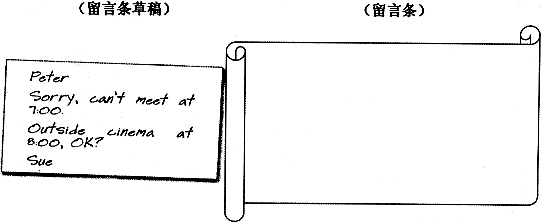 （留言条草稿） （留言条）
Peter
Sorry, can't meet at
7:00.
Outside cinema at
8:00, OK?
Sue